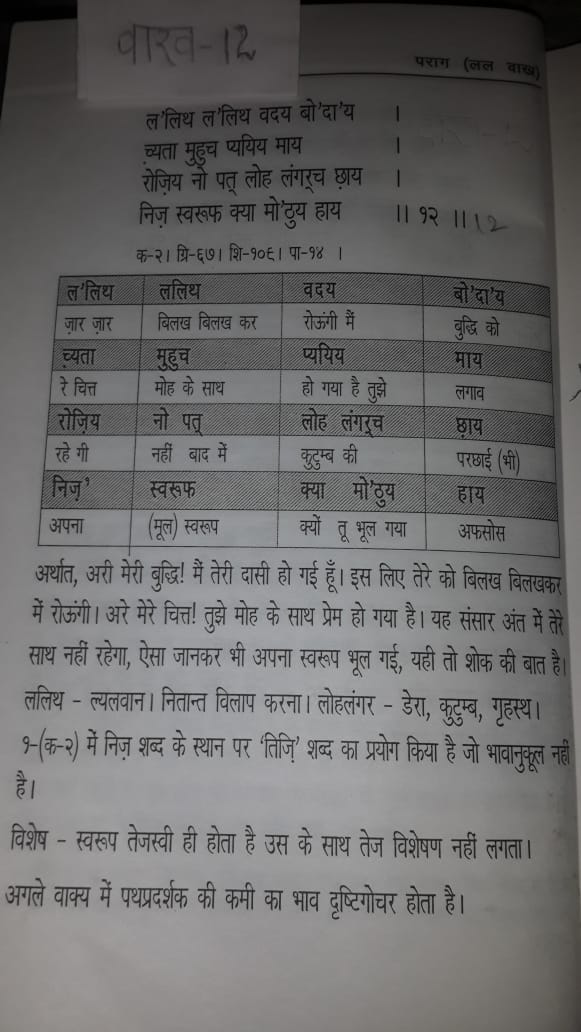 वाख-12
पराग (लल वाख)
ल'लिथ ल'लिथ वदय बो'दा'य ।
च़्यता मुहुच प्ययिय माय ।
रोज़िय नो पत् लोह लंगर्‌च छ़ाय ।
निज़ स्वरूफ क्या मो'ठुय हाय ।। १२ ।। 12
क-२। ग्रि-६७। शि-१०६। पा-१४ ।
ल'लिथ ललिथ वदय बो'दा'य
ज़ार ज़ार बिलख बिलख कर रोऊंगी मैं बुद्धि को
च़्यता मुहुच प्ययिय माय
रे चित्त मोह के साथ हो गया है तुझे लगाव
रोज़िय नो पत् लोह लंगर्‌च छ़ाय
रहे गी नहीं बाद में कुटुम्ब की परछाई (भी)
निज़' स्वरूफ क्या मो'ठुय हाय
अपना (मूल) स्वरूप क्यों तू भूल गया अफसोस
अर्थात, अरी मेरी बुद्धि! मैं तेरी दासी हो गई हूँ। इस लिए तेरे को बिलख बिलखकर
में रोऊंगी। अरे मेरे चित्त! तुझे मोह के साथ प्रेम हो गया है। यह संसार अंत में तेरे
साथ नहीं रहेगा, ऐसा जानकर भी अपना स्वरूप भूल गई, यही तो शोक की बात है।
ललिथ - ल्यलवान। नितान्त विलाप करना। लोहलंगर - डेरा, कुटुम्ब, गृहस्थ।
१-(क-२) में निज़ शब्द के स्थान पर 'तिज़ि' शब्द का प्रयोग किया है जो भावानुकूल नहीं
है।
विशेष - स्वरूप तेजस्वी ही होता है उस के साथ तेज विशेषण नहीं लगता।
अगले वाक्य में पथप्रदर्शक की कमी का भाव दृष्टिगोचर होता है।